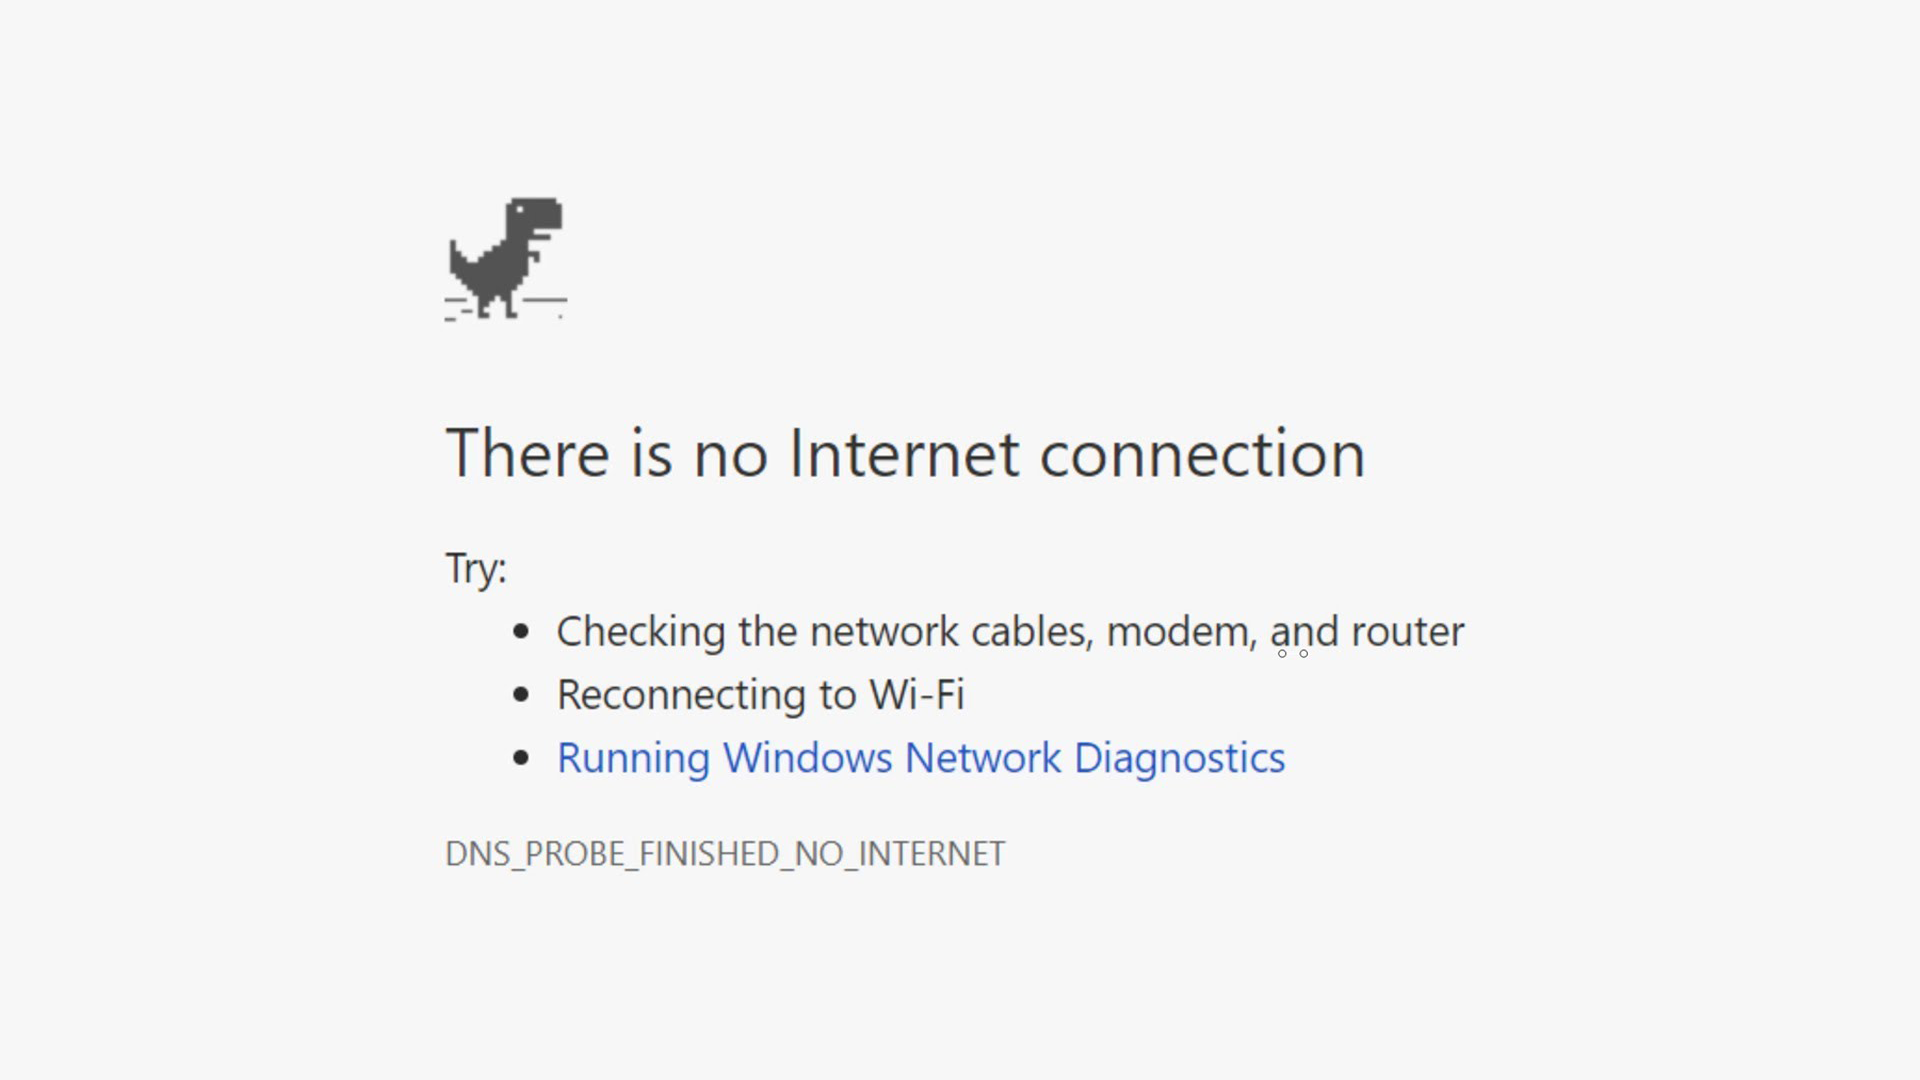 There is no Internet connection
Try:
• Checking the network cables, modem, and router
• Reconnecting to Wi-Fi
• Running Windows Network Diagnostics
DNS_PROBE_FINISHED_NO_INTERNET